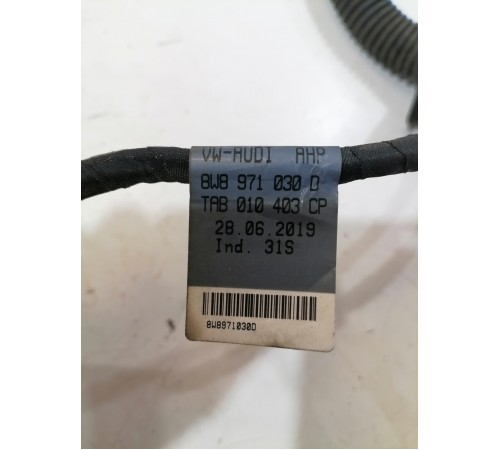 VW-AUDI AHP
8W8 971 030 D
TAB 010 403 CP
28.06.2019
Ind. 31S
8W8971030D